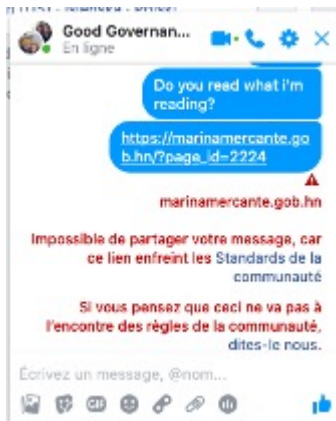 Good Governan...
En ligne
Do you read what i'm
reading?
https://marinamercante.go
b.hn/?page_id=2224
marinamercante.gob.hn
Impossible de partager votre message, car
ce lien enfreint les Standards de la
communauté
Si vous pensez que ceci ne va pas à
l'encontre des règles de la communauté,
dites-le nous.
Écrivez un message, @nom...
GIF